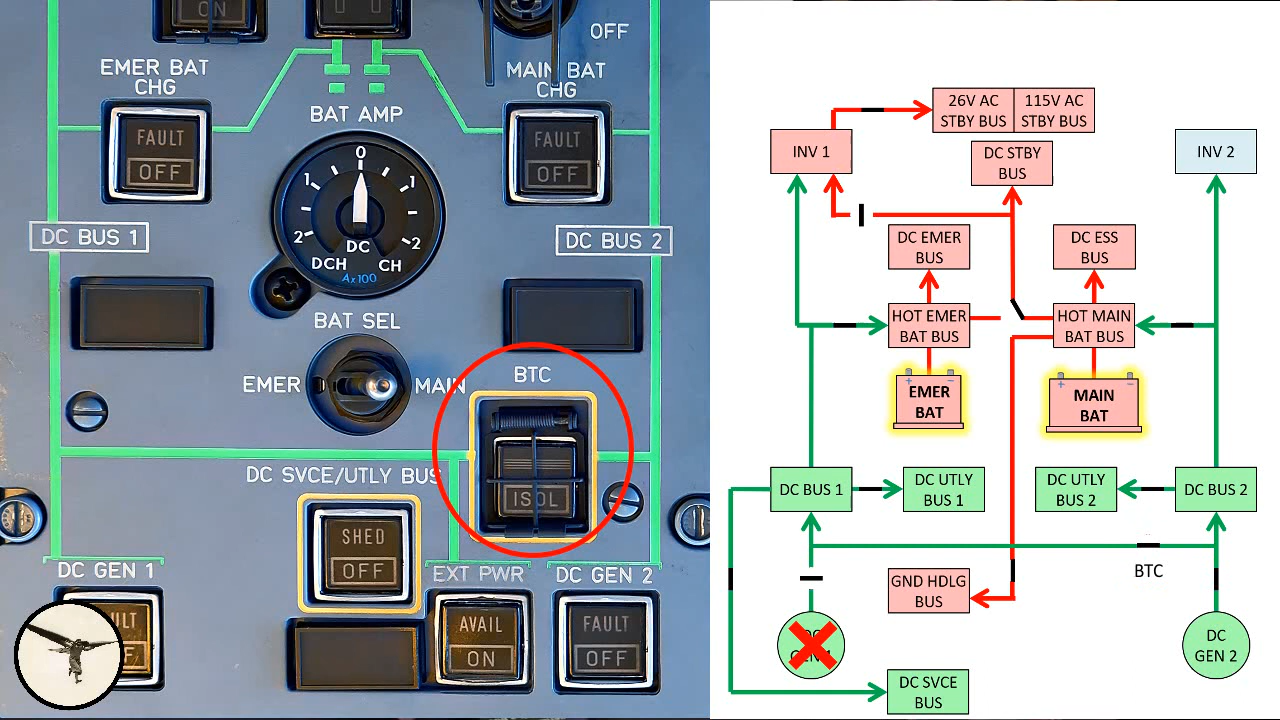 ON
OFF
EMER BAT
CHG
MAIN BAT
CHG
BAT AMP
FAULT
OFF
FAULT
OFF
0
1
1
2
2
DC
DCH
CH
Ax100
DC BUS 1
DC BUS 2
BAT SEL
EMER
MAIN
BTC
ISOL
DC SVCE/UTLY BUS
SHED
OFF
DC GEN 1
EXT PWR
DC GEN 2
AVAIL
ON
FAULT
OFF
26V AC
STBY BUS
115V AC
STBY BUS
INV 1
DC STBY
BUS
INV 2
DC EMER
BUS
DC ESS
BUS
HOT EMER
BAT BUS
HOT MAIN
BAT BUS
EMER
BAT
MAIN
BAT
DC BUS 1
DC UTLY
BUS 1
DC UTLY
BUS 2
DC BUS 2
BTC
GND HDLG
BUS
DC
GEN 2
DC SVCE
BUS